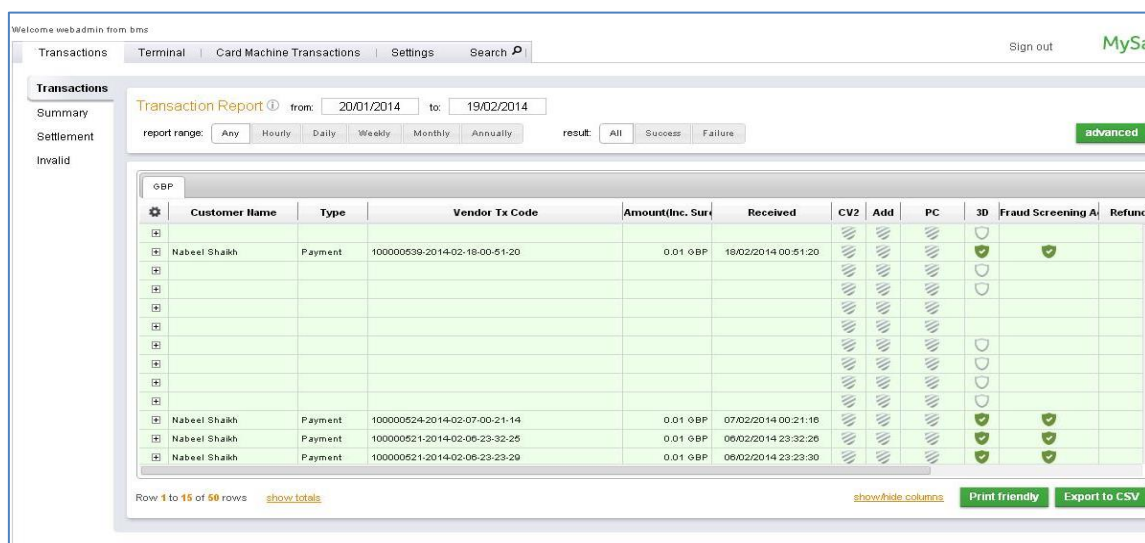 Welcome webadmin from bms
Transactions Terminal | Card Machine Transactions | Settings Search Sign out MySa
Transactions
Summary
Settlement
Invalid
Transaction Report from: 20/01/2014 to: 19/02/2014
report range: Any Hourly Daily Weekly Monthly Annually result: All Success Failure advanced
GBP
Customer Name Type Vendor Tx Code Amount(Inc. Sur Received CV2 Add PC 3D Fraud Screening A Refun
Nabeel Shaikh Payment 100000539-2014-02-18-00-51-20 0.01 GBP 18/02/2014 00:51:20
Nabeel Shaikh Payment 100000524-2014-02-07-00-21-14 0.01 GBP 07/02/2014 00:21:16
Nabeel Shaikh Payment 100000521-2014-02-06-23-32-25 0.01 GBP 06/02/2014 23:32:26
Nabeel Shaikh Payment 100000521-2014-02-06-23-23-29 0.01 GBP 06/02/2014 23:23:30
Row 1 to 15 of 50 rows show totals show/hide columns Print friendly Export to CSV